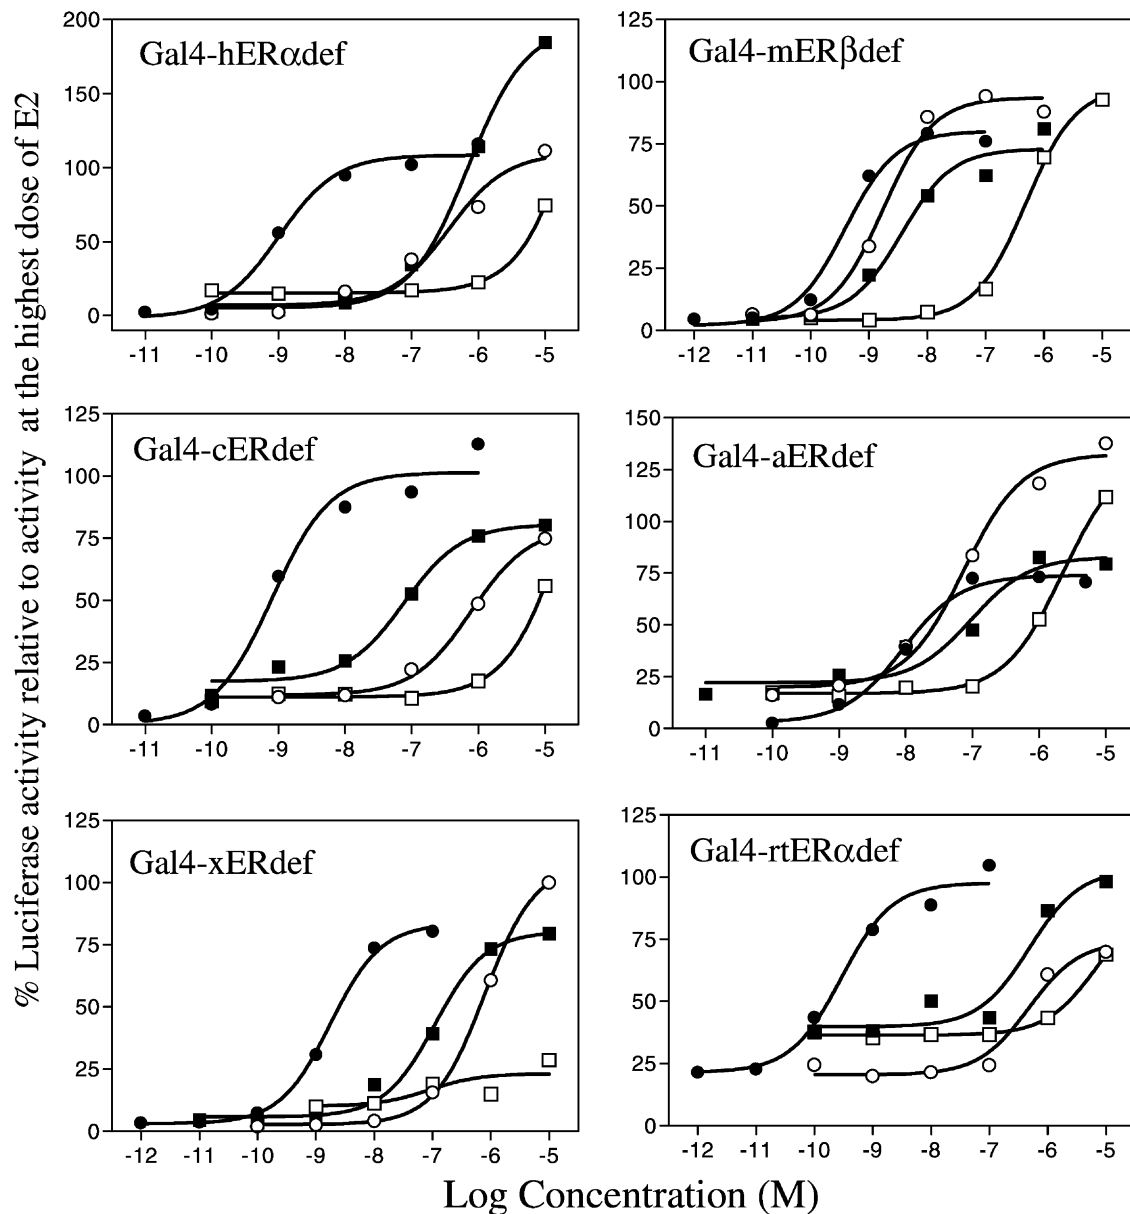 % Luciferase activity relative to activity at the highest dose of E2
Gal4-hERαdef
200
150
100
50
0
-11 -10 -9 -8 -7 -6 -5
Gal4-mERβdef
125
100
75
50
25
0
-12 -11 -10 -9 -8 -7 -6 -5
Gal4-cERdef
125
100
75
50
25
0
-11 -10 -9 -8 -7 -6 -5
Gal4-aERdef
150
125
100
75
50
25
0
-11 -10 -9 -8 -7 -6 -5
Gal4-xERdef
125
100
75
50
25
0
-12 -11 -10 -9 -8 -7 -6 -5
Gal4-rtERαdef
125
100
75
50
25
0
-12 -11 -10 -9 -8 -7 -6 -5
Log Concentration (M)